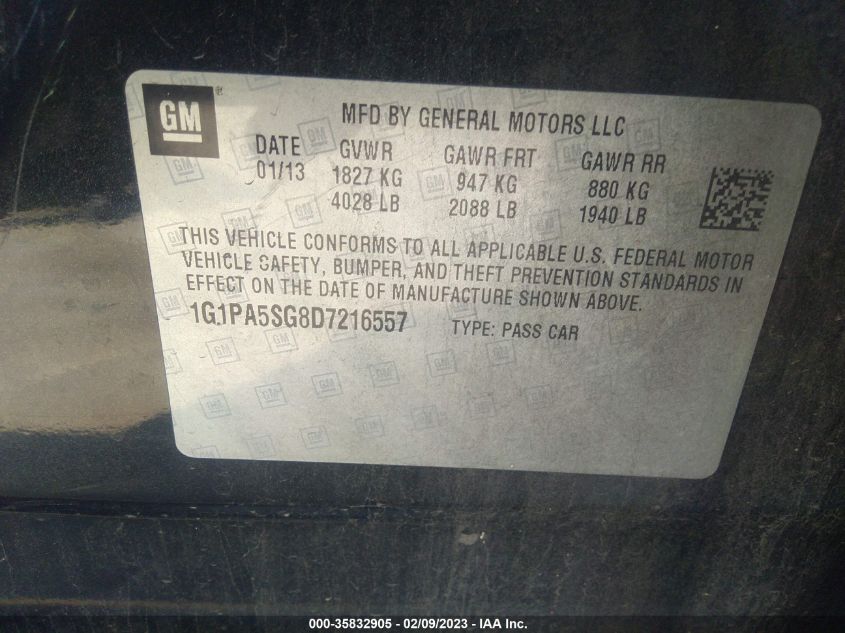 GM
MFD BY GENERAL MOTORS LLC
DATE GVWR GAWR FRT GAWR RR
01/13 1827 KG 947 KG 880 KG
4028 LB 2088 LB 1940 LB
THIS VEHICLE CONFORMS TO ALL APPLICABLE U.S. FEDERAL MOTOR
VEHICLE SAFETY, BUMPER, AND THEFT PREVENTION STANDARDS IN
EFFECT ON THE DATE OF MANUFACTURE SHOWN ABOVE.
1G1PA5SG8D7216557 TYPE: PASS CAR
000-35832905 - 02/09/2023 - IAA Inc.